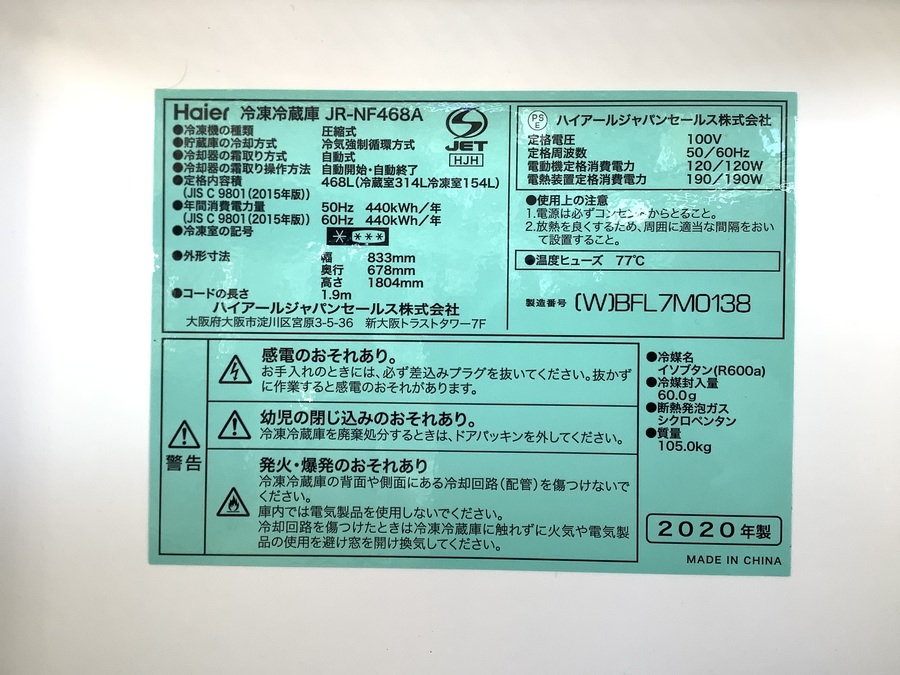 Haier 冷凍冷蔵庫 JR-NF468A
●冷凍機の種類 圧縮式
●貯蔵庫の冷却方式 冷気強制循環方式
●冷却器の霜取り方式 自動式
●冷却器の霜取り操作方法 自動開始・自動終了
●定格内容積 468L(冷蔵室314L冷凍室154L)
(JIS C 9801(2015年版))
●年間消費電力量 50Hz 440kWh/年
(JIS C 9801(2015年版)) 60Hz 440kWh/年
●冷凍室の記号
●外形寸法 幅 833mm
奥行 678mm
高さ 1804mm
●コードの長さ 1.9m
ハイアールジャパンセールス株式会社
大阪府大阪市淀川区宮原3-5-36 新大阪トラストタワー7F
S
JET
HJH
PS
E
ハイアールジャパンセールス株式会社
定格電圧 100V
定格周波数 50/60Hz
電動機定格消費電力 120/120W
電熱装置定格消費電力 190/190W
●使用上の注意
1.電源は必ずコンセントからとること。
2.放熱を良くするため、周囲に適当な間隔をおい
て設置すること。
●温度ヒューズ 77℃
製造番号 (W)BFL7M0138
警告
感電のおそれあり。
お手入れのときには、必ず差込みプラグを抜いてください。抜かず
に作業すると感電のおそれがあります。
幼児の閉じ込みのおそれあり。
冷凍冷蔵庫を廃棄処分するときは、ドアパッキンを外してください。
発火・爆発のおそれあり
冷凍冷蔵庫の背面や側面にある冷却回路(配管)を傷つけないで
ください。
庫内では電気製品を使用しないでください。
冷却回路を傷つけたときは冷凍冷蔵庫に触れずに火気や電気製
品の使用を避け窓を開け換気してください。
●冷媒名
イソブタン(R600a)
●冷媒封入量
60.0g
●断熱発泡ガス
シクロペンタン
●質量
105.0kg
2020年製
MADE IN CHINA